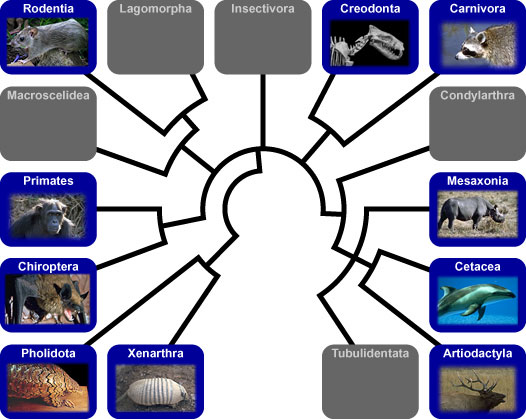 Rodentia
Lagomorpha
Insectivora
Creodonta
Carnivora
Macroscelidea
Condylarthra
Primates
Mesaxonia
Chiroptera
Cetacea
Pholidota
Xenarthra
Tubulidentata
Artiodactyla